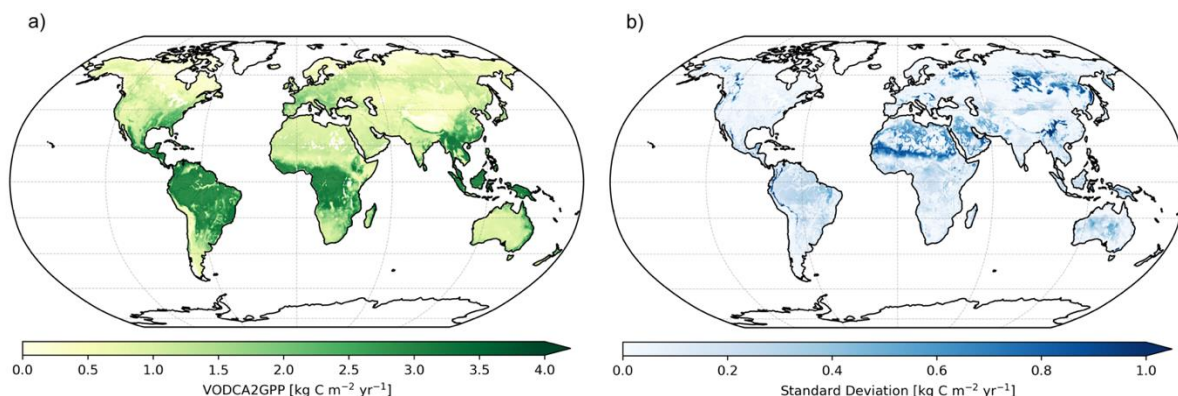 a)
b)
0.0 0.5 1.0 1.5 2.0 2.5 3.0 3.5 4.0
VODCA2GPP [kg C m⁻² yr⁻¹]
0.0 0.2 0.4 0.6 0.8 1.0
Standard Deviation [kg C m⁻² yr⁻¹]